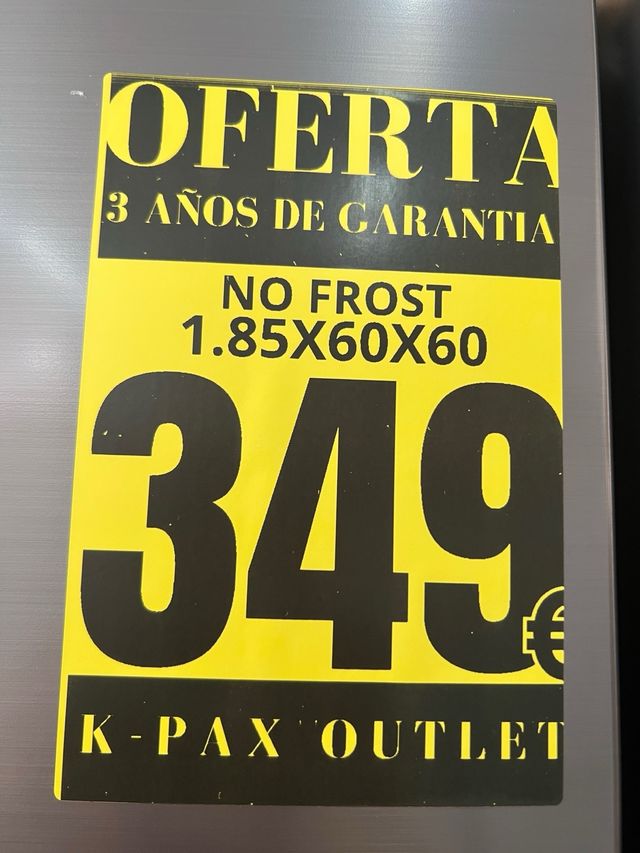 OFERTA
3 AÑOS DE GARANTIA
NO FROST
1.85X60X60
349€
K-PAX OUTLET